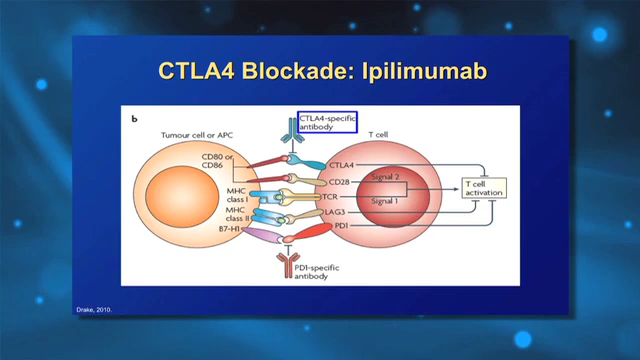 CTLA4 Blockade: Ipilimumab
b
CTLA4-specific
antibody
Tumour cell or APC
T cell
CD80 or
CD86
CTLA4
CD28
Signal 2
MHC
class I
TCR
Signal 1
T cell
activation
MHC
class II
LAG3
B7-H1
PD1
PD1-specific
antibody
Drake, 2010.